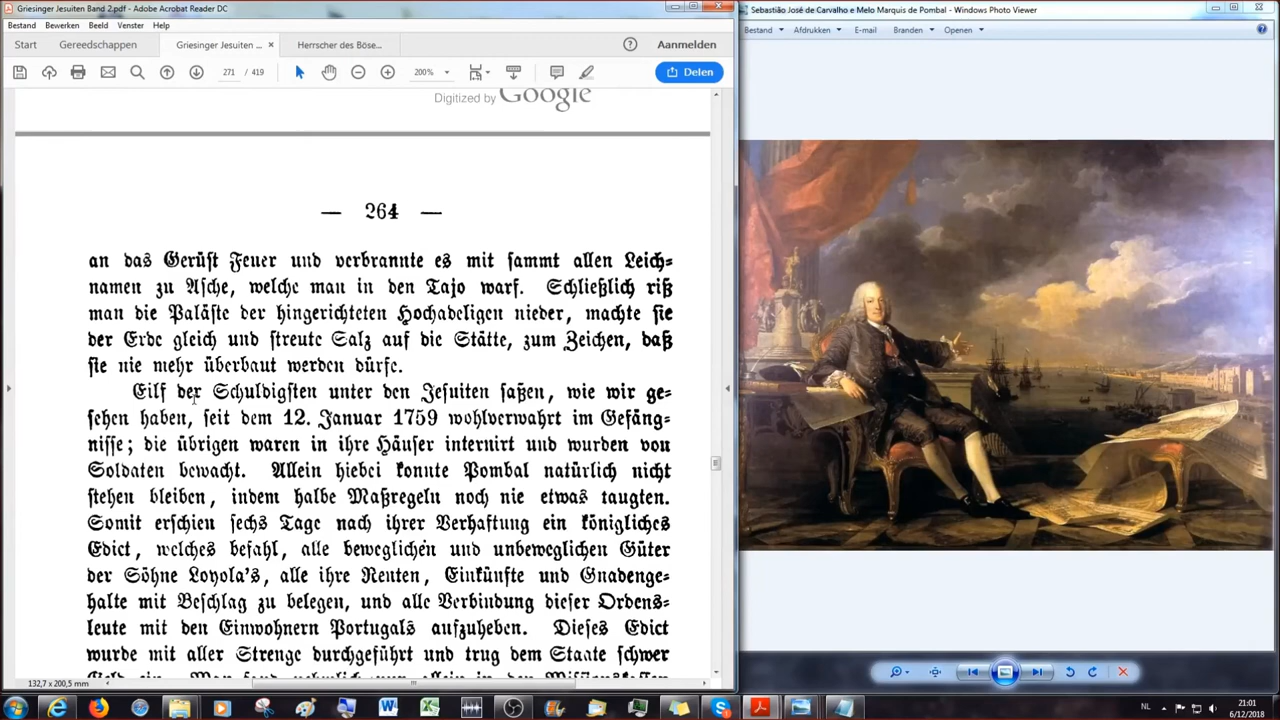 Griesinger Jesuiten Band 2.pdf - Adobe Acrobat Reader DC
Bestand Bewerken Beeld Venster Help
Start Gereedschappen Griesinger Jesuiten ... × Herrscher des Böse... Aanmelden
271 / 419 200% Delen
Digitized by Google
— 264 —
an das Gerüst Feuer und verbrannte es mit sammt allen Leich=
namen zu Asche, welche man in den Tajo warf. Schließlich riß
man die Paläste der hingerichteten Hochadeligen nieder, machte sie
der Erde gleich und streute Salz auf die Stätte, zum Zeichen, daß
sie nie mehr überbaut werden dürfe.
Eilf der Schuldigsten unter den Jesuiten saßen, wie wir ge=
sehen haben, seit dem 12. Januar 1759 wohlverwahrt im Gefäng=
nisse; die übrigen waren in ihre Häuser internirt und wurden von
Soldaten bewacht. Allein hiebei konnte Pombal natürlich nicht
stehen bleiben, indem halbe Maßregeln noch nie etwas taugten.
Somit erschien sechs Tage nach ihrer Verhaftung ein königliches
Edict, welches befahl, alle beweglichen und unbeweglichen Güter
der Söhne Loyola's, alle ihre Renten, Einkünfte und Gnadenge=
halte mit Beschlag zu belegen, und alle Verbindung dieser Ordens=
leute mit den Einwohnern Portugals aufzuheben. Dieses Edict
wurde mit aller Strenge durchgeführt und trug dem Staate schwer
132,7 x 200,5 mm
Sebastião José de Carvalho e Melo Marquis de Pombal - Windows Photo Viewer
Bestand Afdrukken E-mail Branden Openen
NL 21:01
6/12/2018